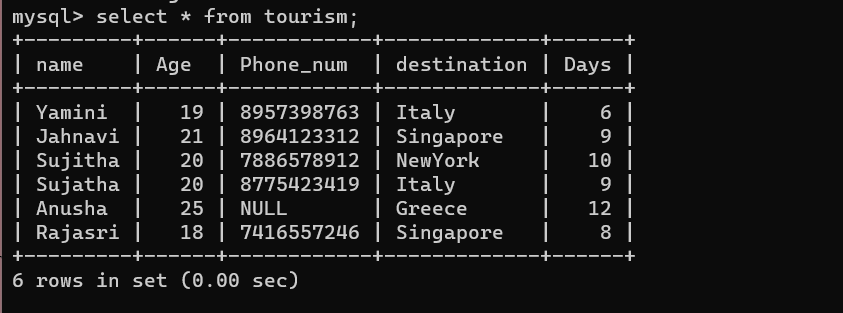 mysql> select * from tourism;
+---------+------+------------+-------------+------+
| name    | Age  | Phone_num  | destination | Days |
+---------+------+------------+-------------+------+
| Yamini  |   19 | 8957398763 | Italy       |    6 |
| Jahnavi |   21 | 8964123312 | Singapore   |    9 |
| Sujitha |   20 | 7886578912 | NewYork     |   10 |
| Sujatha |   20 | 8775423419 | Italy       |    9 |
| Anusha  |   25 | NULL       | Greece      |   12 |
| Rajasri |   18 | 7416557246 | Singapore   |    8 |
+---------+------+------------+-------------+------+
6 rows in set (0.00 sec)